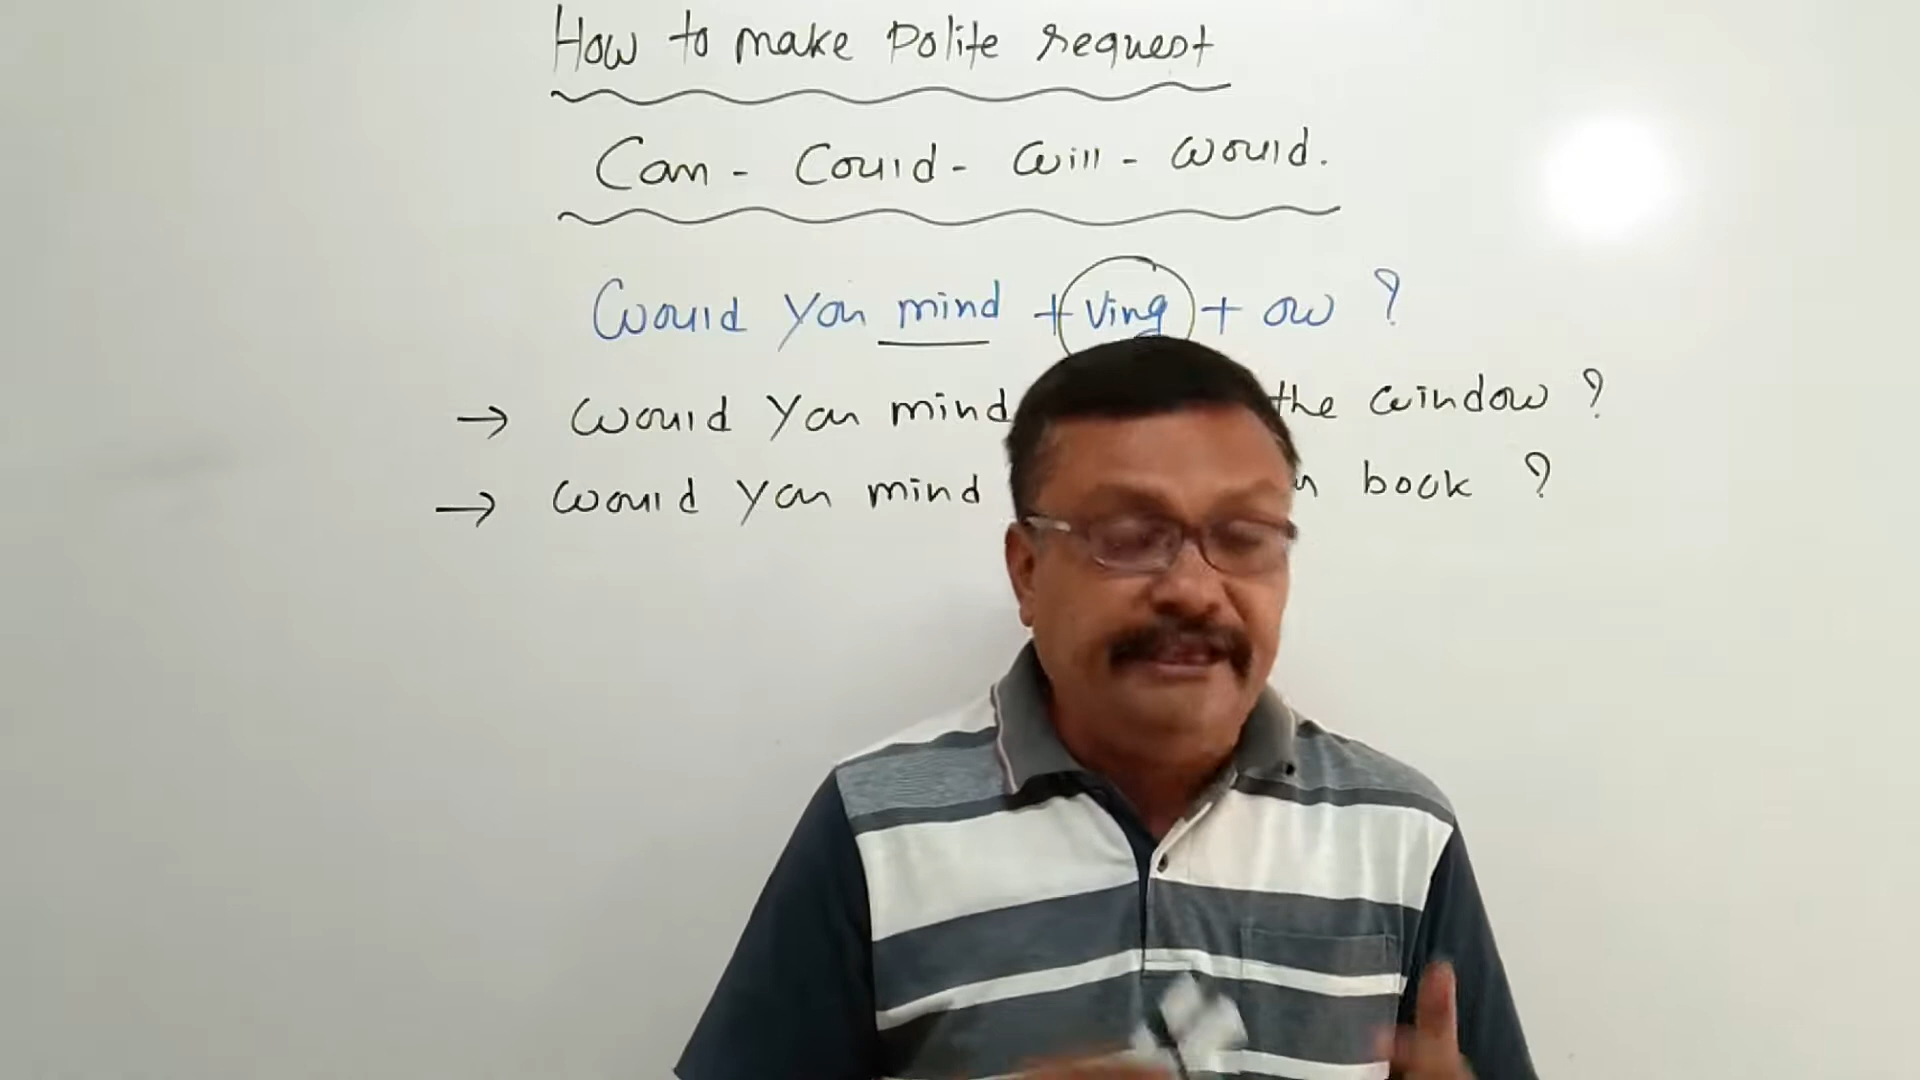 How to make Polite request
Can - Could - Will - Would.
Would you mind + Ving + ow ?
→ Would you mind the window ?
→ Would you mind book ?